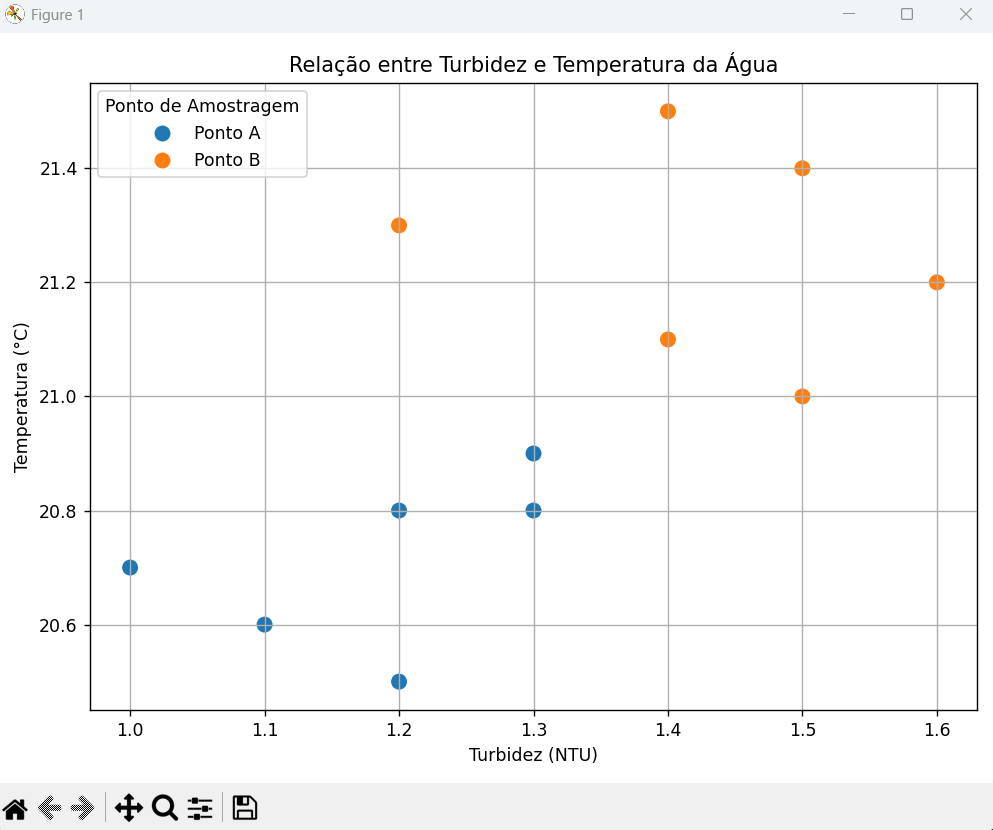 Figure 1
Relação entre Turbidez e Temperatura da Água
Ponto de Amostragem
Ponto A
Ponto B
Temperatura (°C)
21.4
21.2
21.0
20.8
20.6
1.0 1.1 1.2 1.3 1.4 1.5 1.6
Turbidez (NTU)